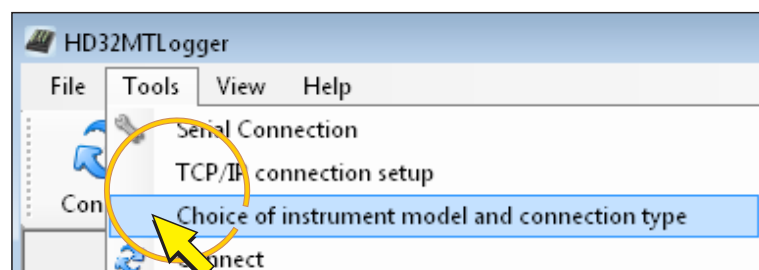 HD32MTLogger
File Tools View Help
Serial Connection
TCP/IP connection setup
Con
Choice of instrument model and connection type
Connect